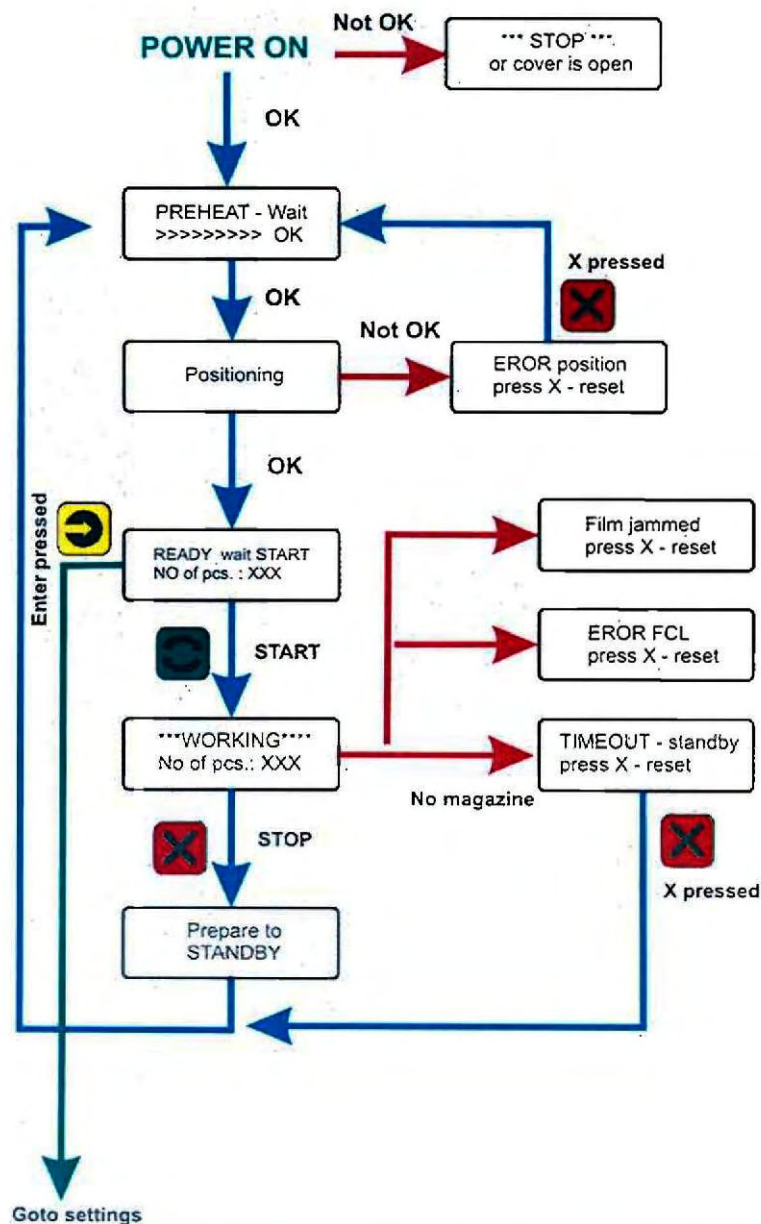 Not OK
POWER ON
*** STOP ***
or cover is open
OK
PREHEAT - Wait
>>>>>>>>> OK
X pressed
OK
Not OK
Positioning
EROR position
press X - reset
OK
Enter pressed
READY wait START
NO of pcs. : XXX
Film jammed
press X - reset
START
EROR FCL
press X - reset
***WORKING****
No of pcs.: XXX
TIMEOUT - standby
press X - reset
No magazine
STOP
X pressed
Prepare to
STANDBY
Goto settings